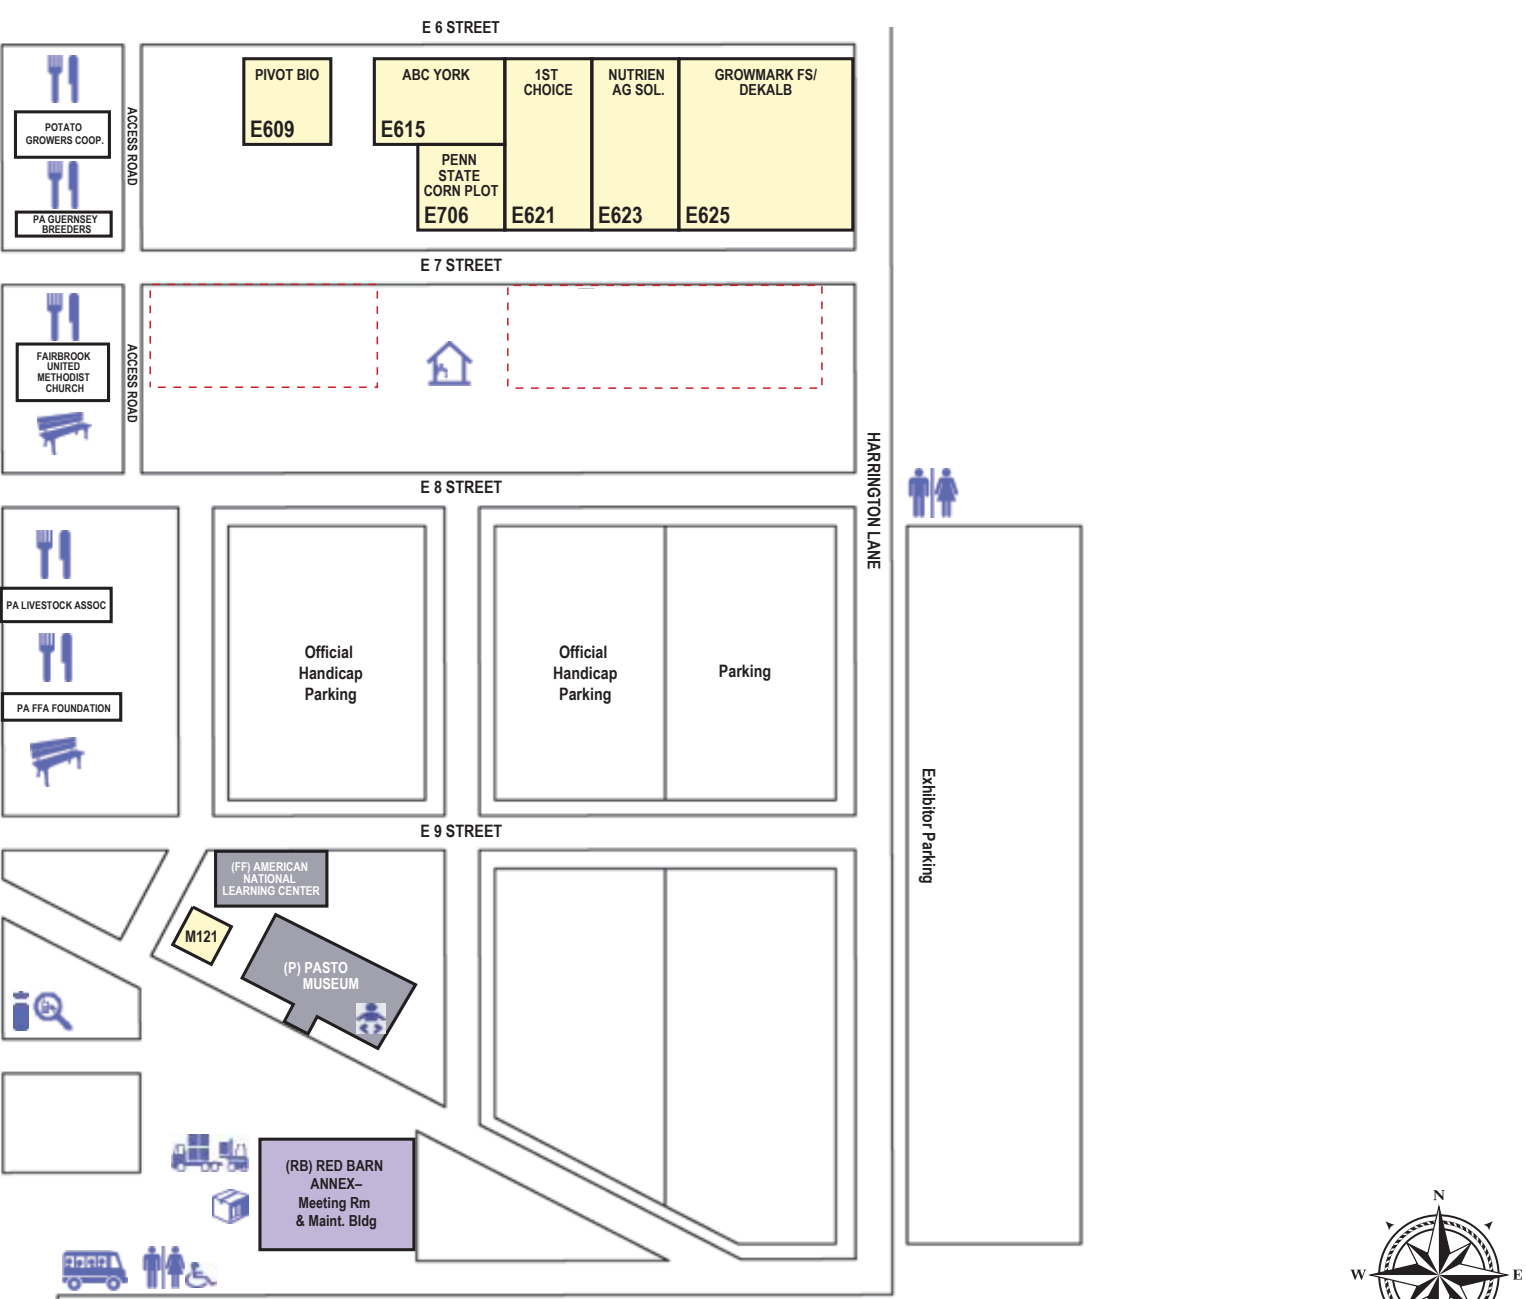 E 6 STREET
PIVOT BIO
E609
ABC YORK
E615
1ST
CHOICE
E621
NUTRIEN
AG SOL.
E623
GROWMARK FS/
DEKALB
E625
PENN
STATE
CORN PLOT
E706
POTATO
GROWERS COOP.
PA GUERNSEY
BREEDERS
ACCESS ROAD
E 7 STREET
FAIRBROOK
UNITED
METHODIST
CHURCH
ACCESS ROAD
HARRINGTON LANE
E 8 STREET
PA LIVESTOCK ASSOC
PA FFA FOUNDATION
Official
Handicap
Parking
Official
Handicap
Parking
Parking
Exhibitor Parking
E 9 STREET
(FF) AMERICAN
NATIONAL
LEARNING CENTER
M121
(P) PASTO
MUSEUM
(RB) RED BARN
ANNEX–
Meeting Rm
& Maint. Bldg
N
W
E